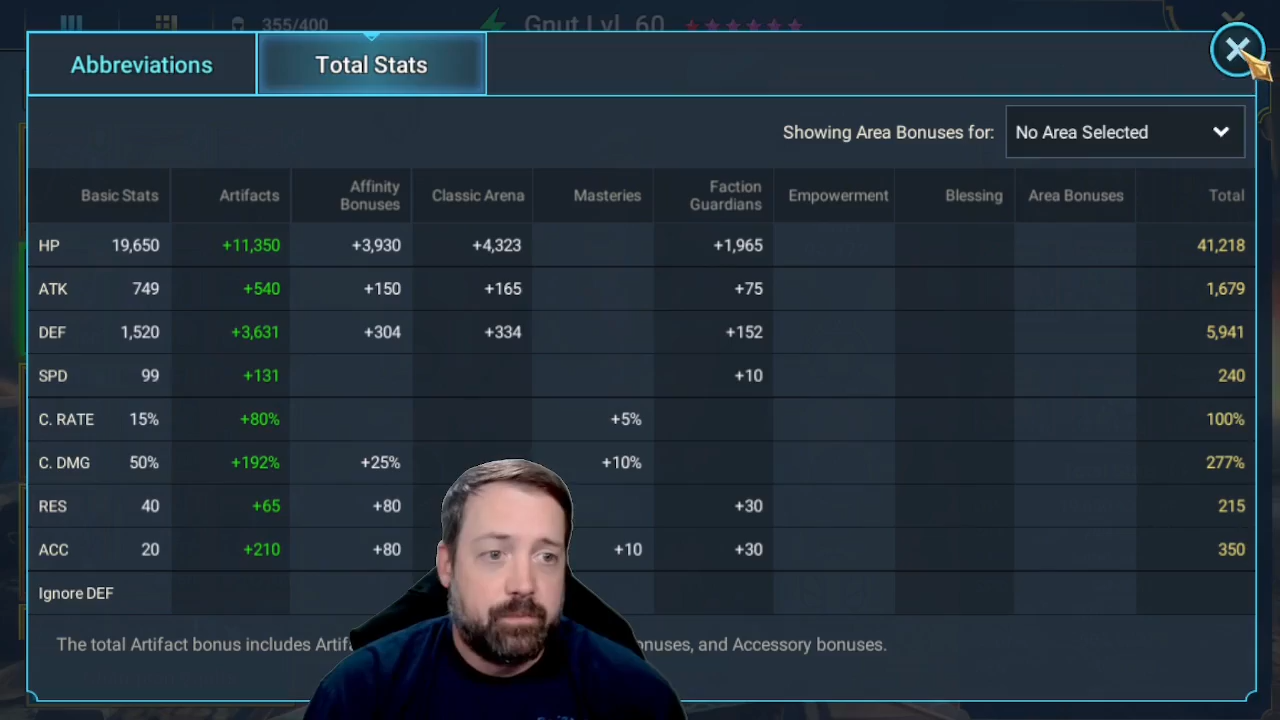 355/400 Gnut Lvl. 60
Abbreviations Total Stats
Showing Area Bonuses for: No Area Selected
Basic Stats Artifacts Affinity Bonuses Classic Arena Masteries Faction Guardians Empowerment Blessing Area Bonuses Total
HP 19,650 +11,350 +3,930 +4,323 +1,965 41,218
ATK 749 +540 +150 +165 +75 1,679
DEF 1,520 +3,631 +304 +334 +152 5,941
SPD 99 +131 +10 240
C. RATE 15% +80% +5% 100%
C. DMG 50% +192% +25% +10% 277%
RES 40 +65 +80 +30 215
ACC 20 +210 +80 +10 +30 350
Ignore DEF
The total Artifact bonus includes and Accessory bonuses.